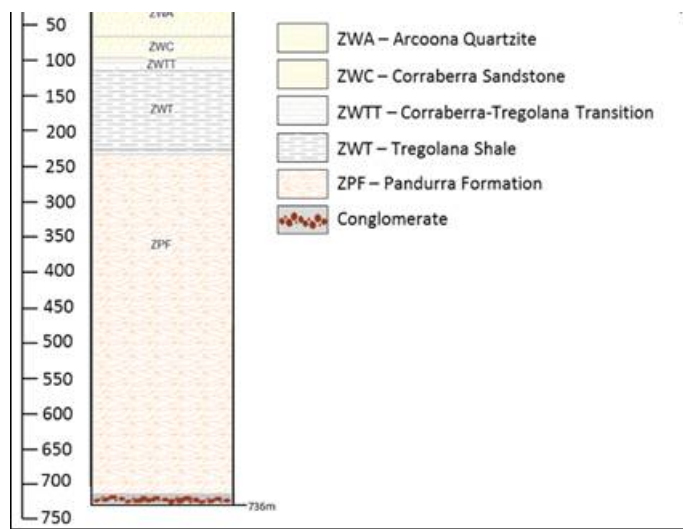 50
100
150
200
250
300
350
400
450
500
550
600
650
700
750
ZWA
ZWC
ZWTT
ZWT
ZPF
736m
ZWA – Arcoona Quartzite
ZWC – Corraberra Sandstone
ZWTT – Corraberra-Tregolana Transition
ZWT – Tregolana Shale
ZPF – Pandurra Formation
Conglomerate